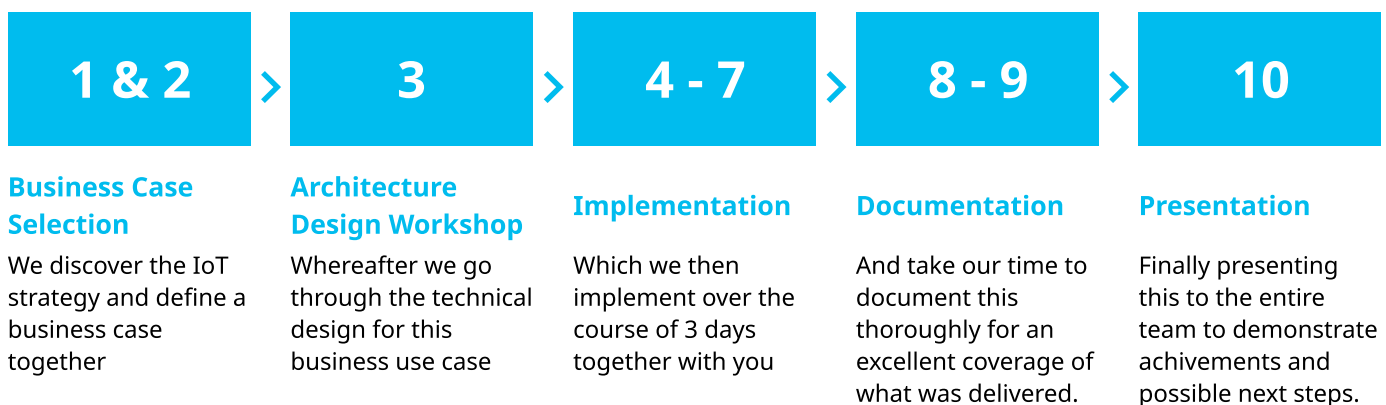 1 & 2
3
4 - 7
8 - 9
10
Business Case
Selection
We discover the IoT
strategy and define a
business case
together
Architecture
Design Workshop
Whereafter we go
through the technical
design for this
business use case
Implementation
Which we then
implement over the
course of 3 days
together with you
Documentation
And take our time to
document this
thoroughly for an
excellent coverage of
what was delivered.
Presentation
Finally presenting
this to the entire
team to demonstrate
achivements and
possible next steps.